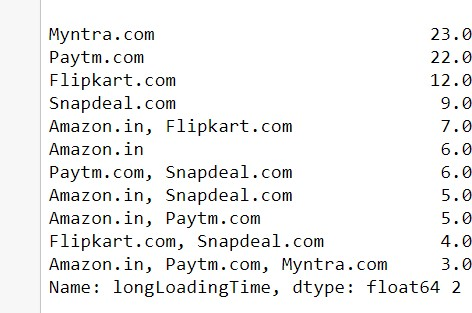 Myntra.com 23.0
Paytm.com 22.0
Flipkart.com 12.0
Snapdeal.com 9.0
Amazon.in, Flipkart.com 7.0
Amazon.in 6.0
Paytm.com, Snapdeal.com 6.0
Amazon.in, Snapdeal.com 5.0
Amazon.in, Paytm.com 5.0
Flipkart.com, Snapdeal.com 4.0
Amazon.in, Paytm.com, Myntra.com 3.0
Name: longLoadingTime, dtype: float64 2